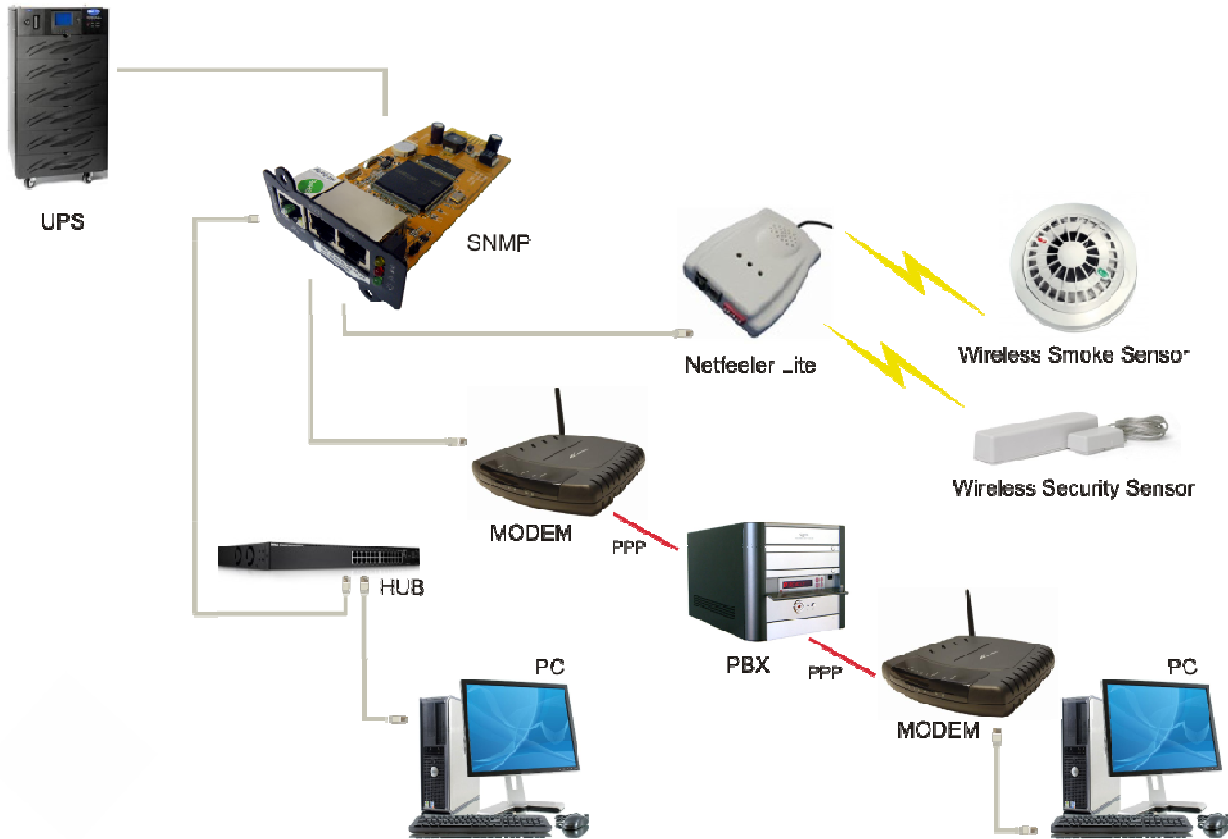 UPS
SNMP
Netfeeler Lite
Wireless Smoke Sensor
Wireless Security Sensor
MODEM
PPP
HUB
PBX
PPP
PC
PC
MODEM